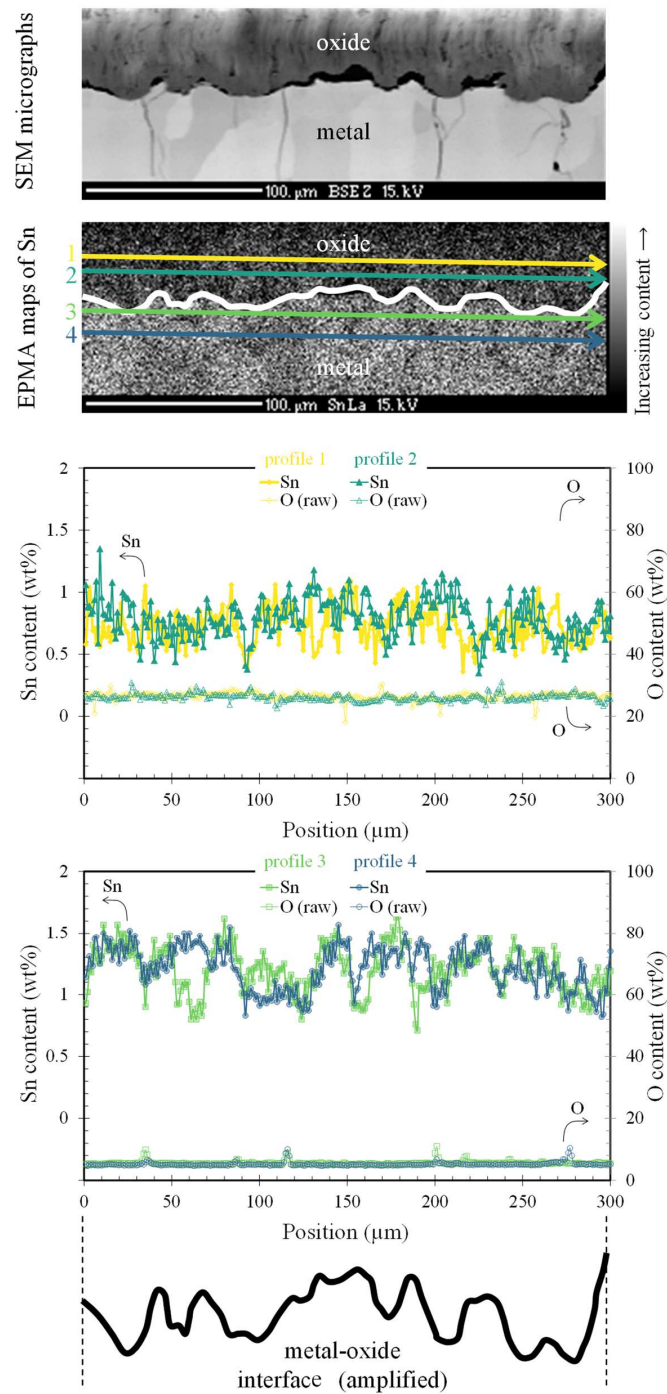 SEM micrographs
oxide
metal
100.µm BSE Z 15.kV
EPMA maps of Sn
1
2
3
4
oxide
metal
100.µm SnLa 15.kV
Increasing content →
profile 1 profile 2
Sn Sn
O (raw) O (raw)
Sn
O
O
Sn content (wt%)
2
1.5
1
0.5
0
O content (wt%)
100
80
60
40
20
0
0 50 100 150 200 250 300
Position (µm)
profile 3 profile 4
Sn Sn
O (raw) O (raw)
Sn
O
Sn content (wt%)
2
1.5
1
0.5
0
O content (wt%)
100
80
60
40
20
0
0 50 100 150 200 250 300
Position (µm)
metal-oxide
interface (amplified)